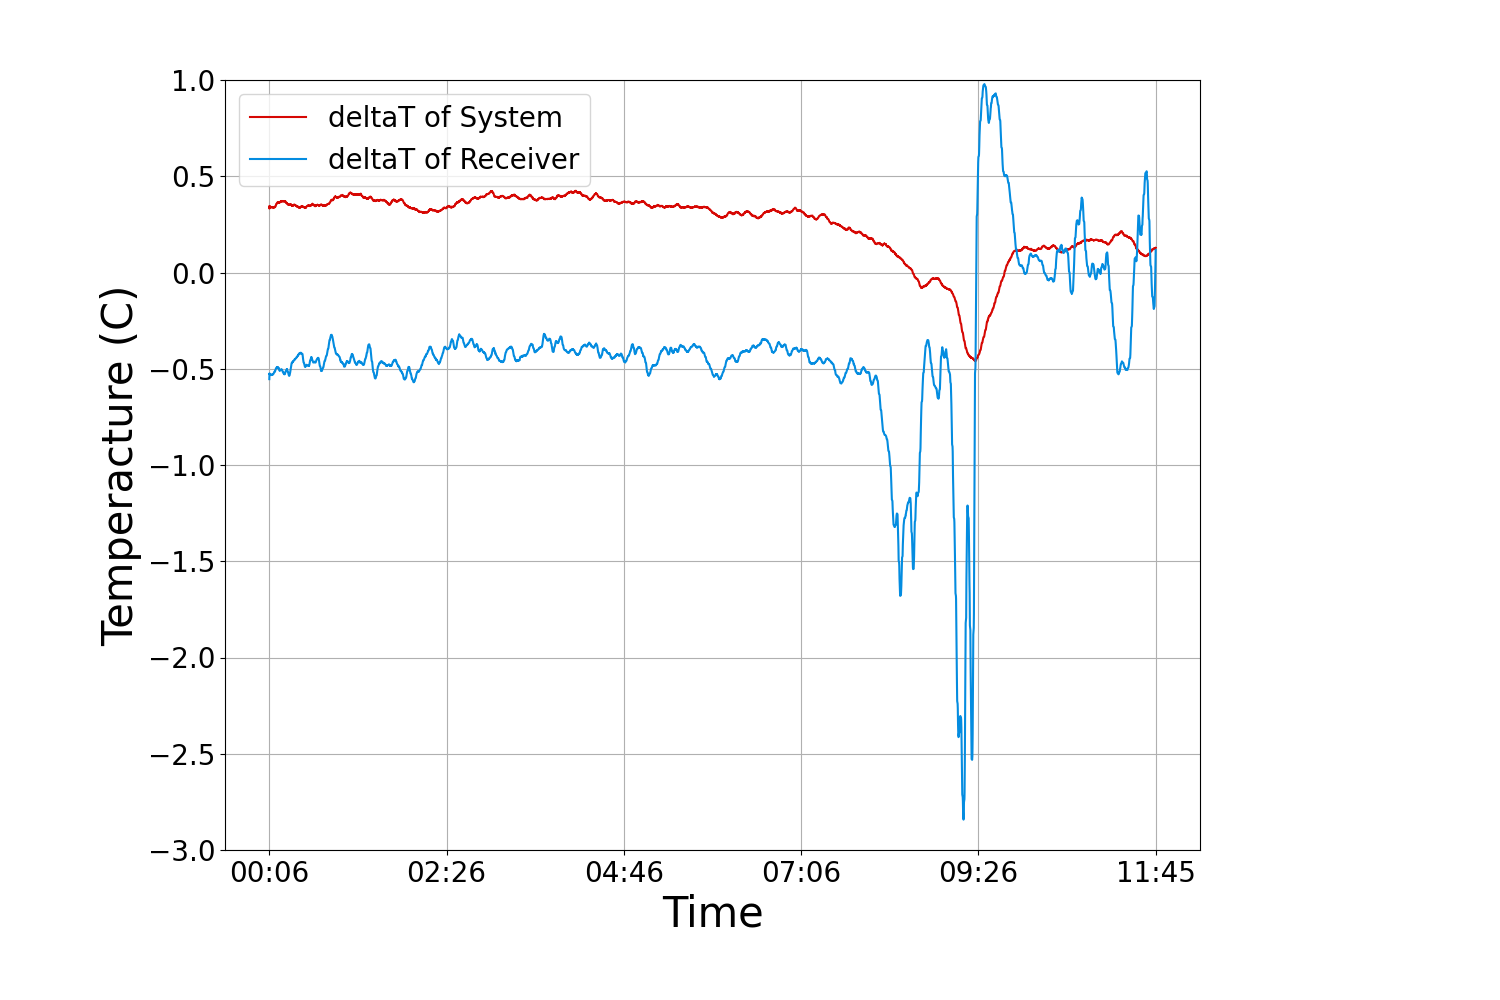 1.0
0.5
0.0
−0.5
−1.0
−1.5
−2.0
−2.5
−3.0
Temperacture (C)
deltaT of System
deltaT of Receiver
00:06 02:26 04:46 07:06 09:26 11:45
Time